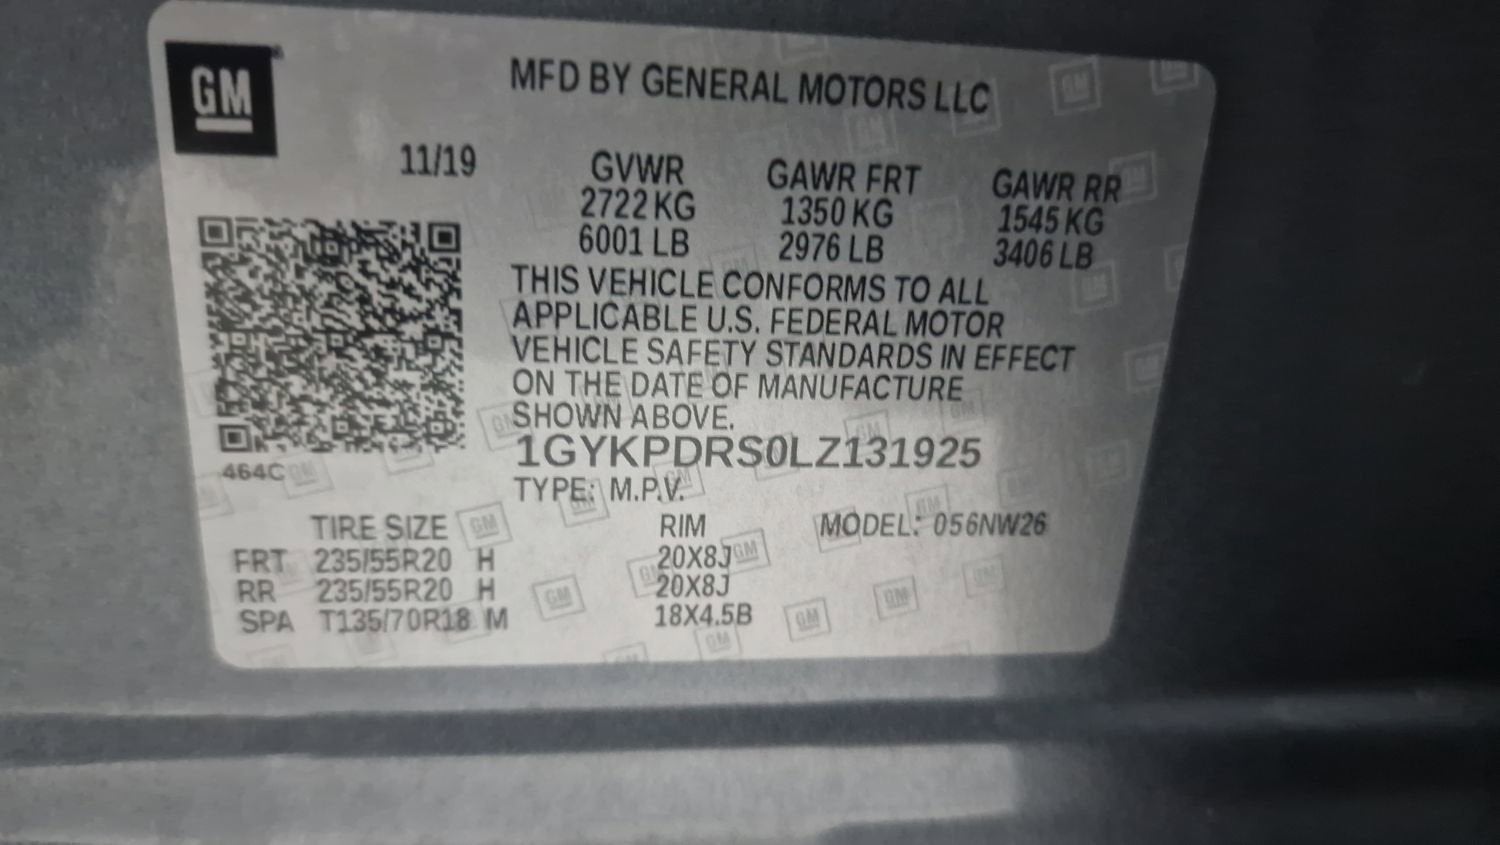 GM
MFD BY GENERAL MOTORS LLC
11/19
GVWR GAWR FRT GAWR RR
2722 KG 1350 KG 1545 KG
6001 LB 2976 LB 3406 LB
THIS VEHICLE CONFORMS TO ALL
APPLICABLE U.S. FEDERAL MOTOR
VEHICLE SAFETY STANDARDS IN EFFECT
ON THE DATE OF MANUFACTURE
SHOWN ABOVE.
1GYKPDRS0LZ131925
464C
TYPE: M.P.V.
TIRE SIZE RIM MODEL: 056NW26
FRT 235/55R20 H 20X8J
RR 235/55R20 H 20X8J
SPA T135/70R18 M 18X4.5B